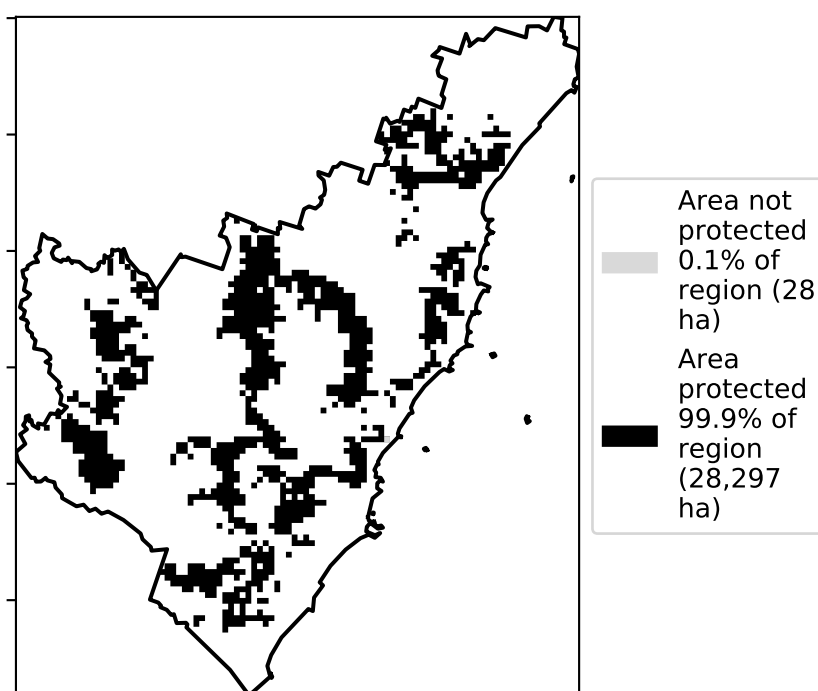 Area not
protected
0.1% of
region (28
ha)
Area
protected
99.9% of
region
(28,297
ha)